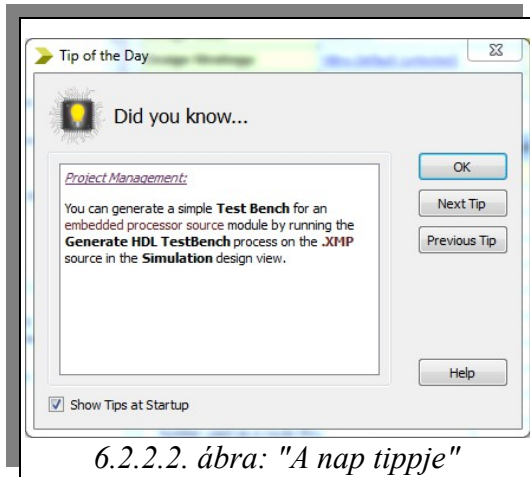 Tip of the Day
Did you know...
Project Management:
You can generate a simple Test Bench for an
embedded processor source module by running the
Generate HDL TestBench process on the .XMP
source in the Simulation design view.
OK
Next Tip
Previous Tip
Help
Show Tips at Startup
6.2.2.2. ábra: "A nap tippje"